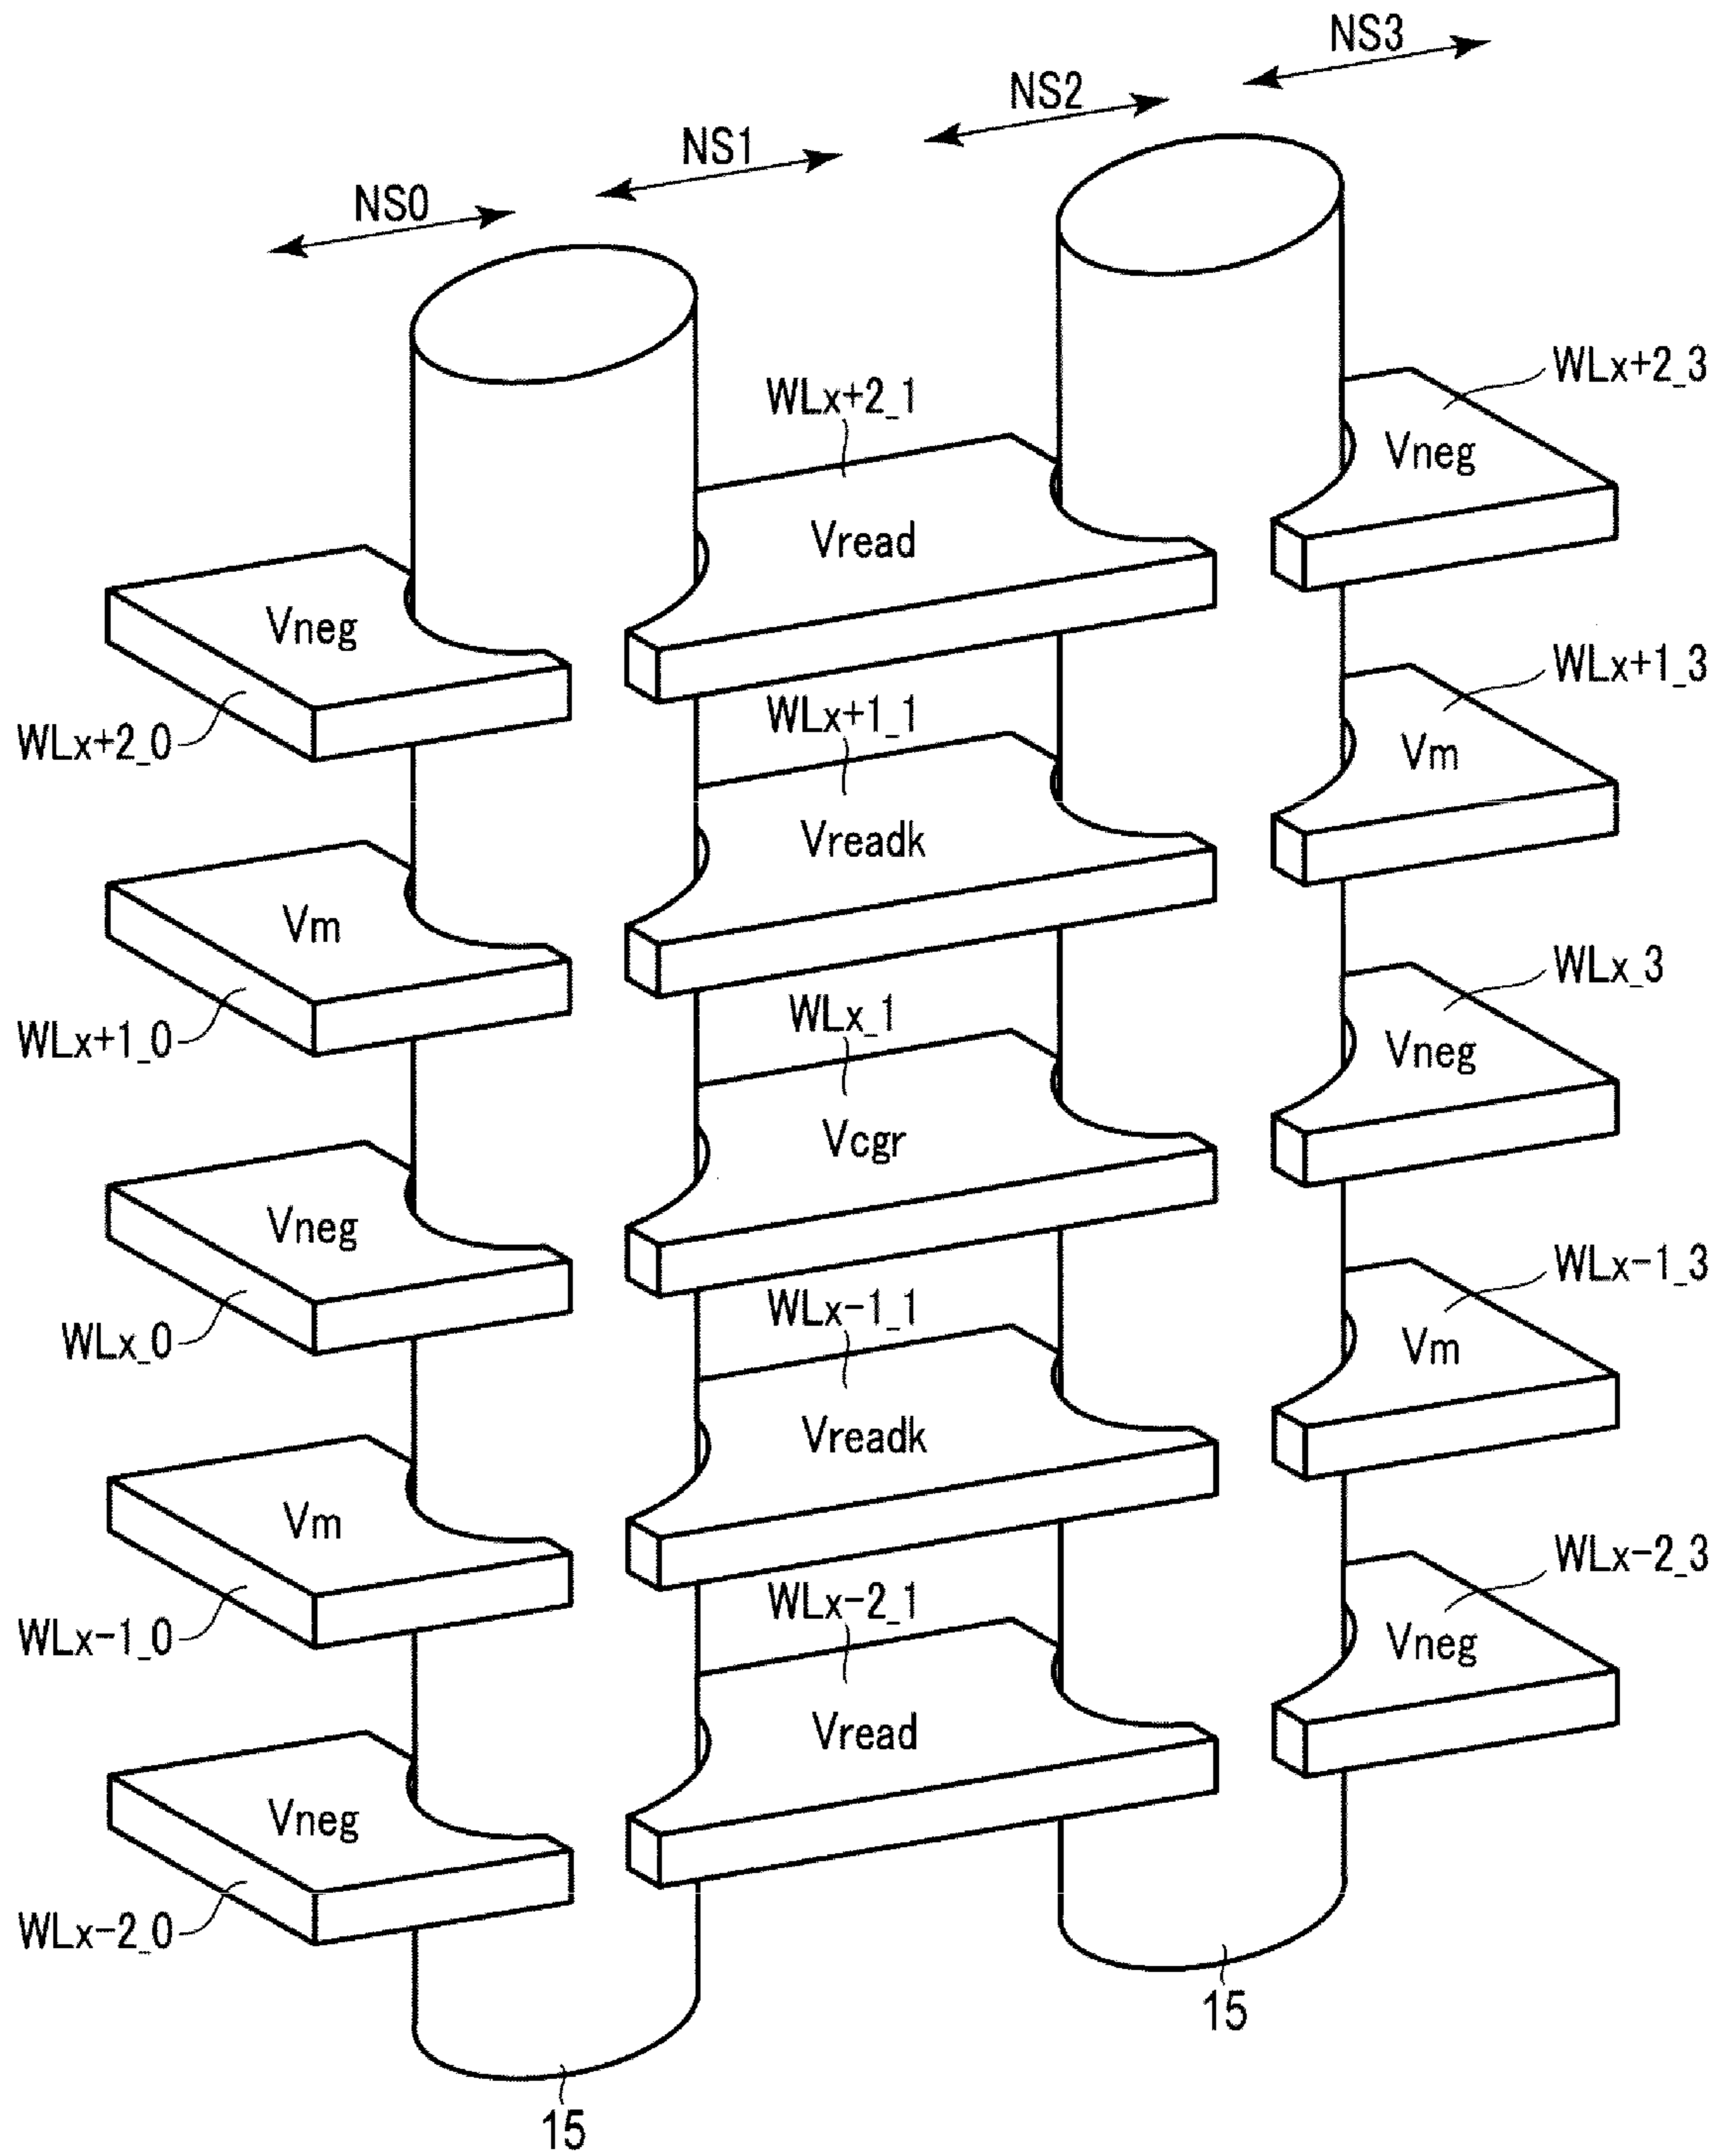 NS3
NS2
NS1
NS0
WLx+2_3
WLx+2_1
Vneg
Vread
Vneg
WLx+1_3
WLx+2_0
WLx+1_1
Vm
Vreadk
Vm
WLx_3
WLx+1_0
WLx_1
Vneg
Vcgr
Vneg
WLx-1_3
WLx_0
WLx-1_1
Vm
Vreadk
Vm
WLx-2_3
WLx-1_0
WLx-2_1
Vneg
Vread
Vneg
WLx-2_0
15
15